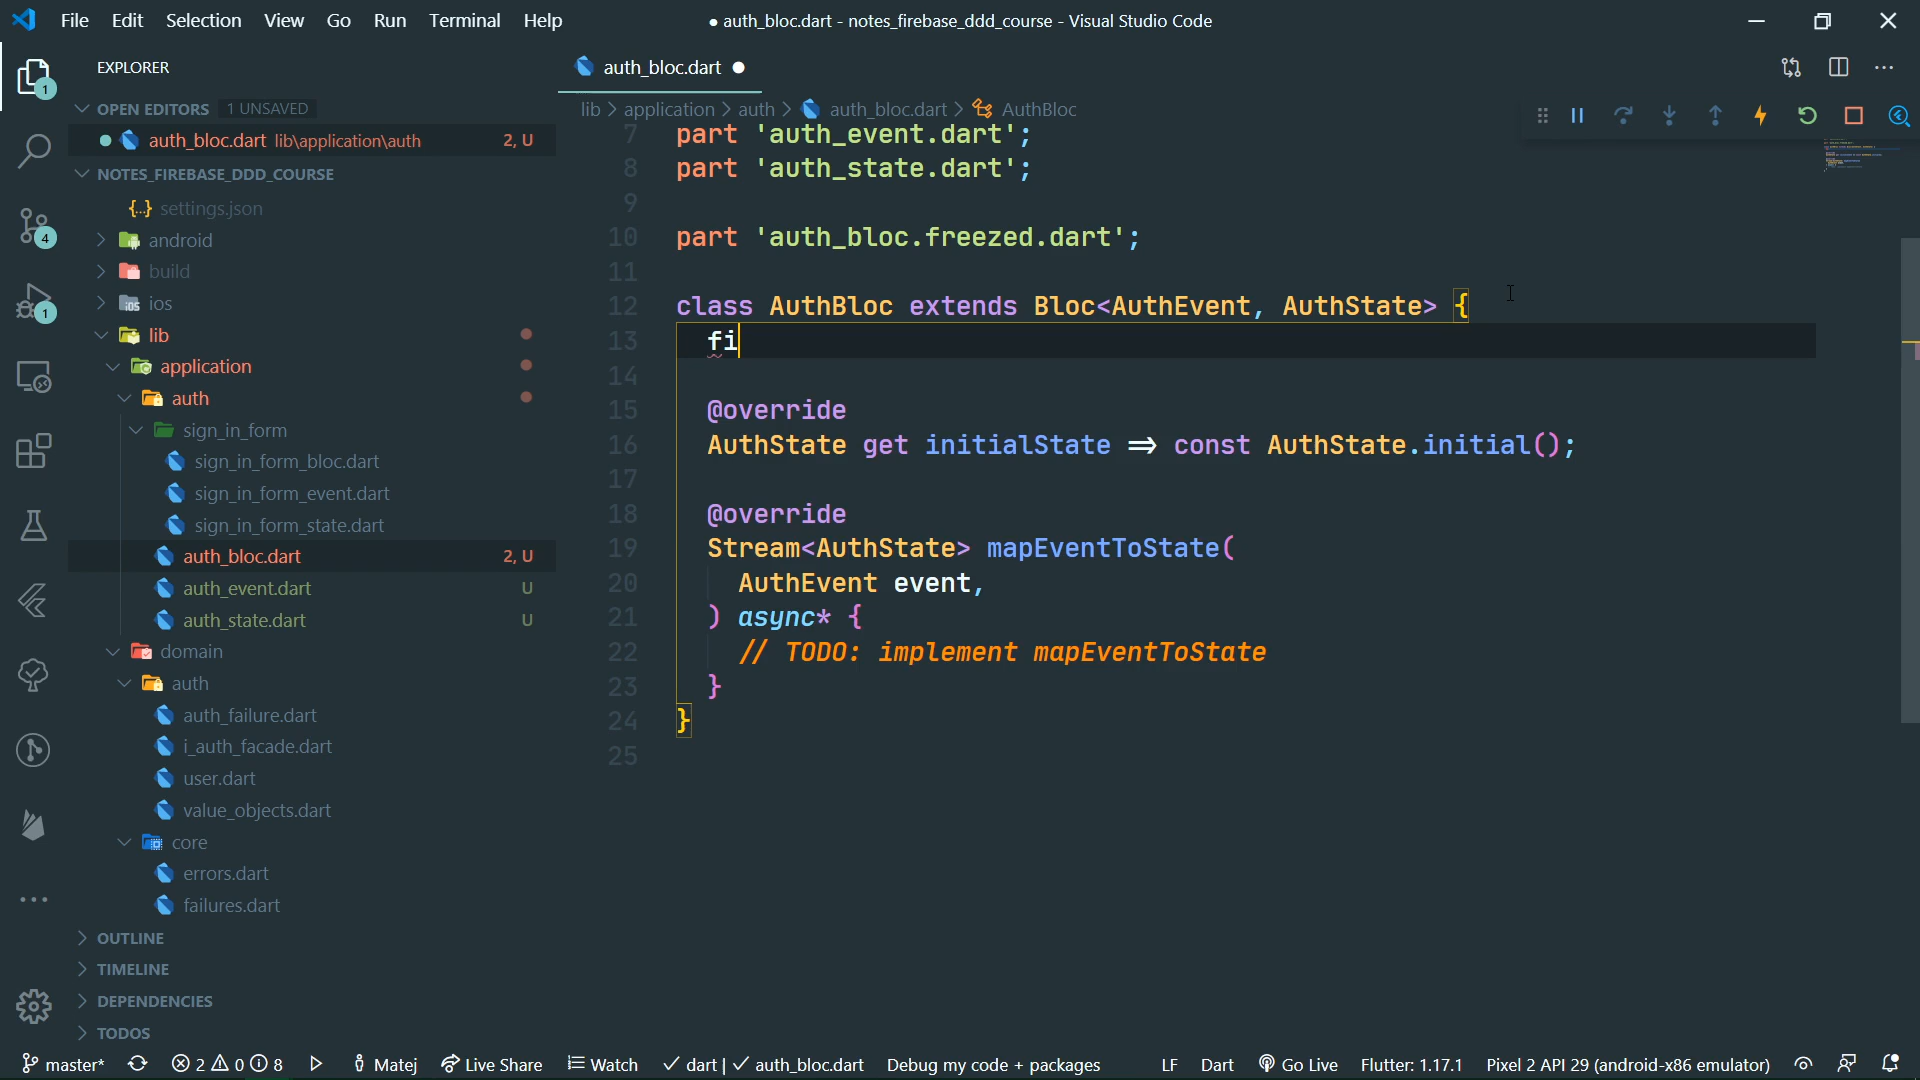 File Edit Selection View Go Run Terminal Help
● auth_bloc.dart - notes_firebase_ddd_course - Visual Studio Code
EXPLORER
OPEN EDITORS 1 UNSAVED
auth_bloc.dart lib\application\auth 2, U
NOTES_FIREBASE_DDD_COURSE
{..} settings.json
android
build
ios
lib
application
auth
sign_in_form
sign_in_form_bloc.dart
sign_in_form_event.dart
sign_in_form_state.dart
auth_bloc.dart 2, U
auth_event.dart U
auth_state.dart U
domain
auth
auth_failure.dart
i_auth_facade.dart
user.dart
value_objects.dart
core
errors.dart
failures.dart
OUTLINE
TIMELINE
DEPENDENCIES
TODOS
1
4
1
auth_bloc.dart ●
lib > application > auth > auth_bloc.dart > AuthBloc
7 part 'auth_event.dart';
8 part 'auth_state.dart';
9
10 part 'auth_bloc.freezed.dart';
11
12 class AuthBloc extends Bloc<AuthEvent, AuthState> {
13 fi
14
15 @override
16 AuthState get initialState => const AuthState.initial();
17
18 @override
19 Stream<AuthState> mapEventToState(
20 AuthEvent event,
21 ) async* {
22 // TODO: implement mapEventToState
23 }
24 }
25
master* 2 0 8 Matej Live Share Watch ✓ dart | ✓ auth_bloc.dart Debug my code + packages LF Dart Go Live Flutter: 1.17.1 Pixel 2 API 29 (android-x86 emulator)